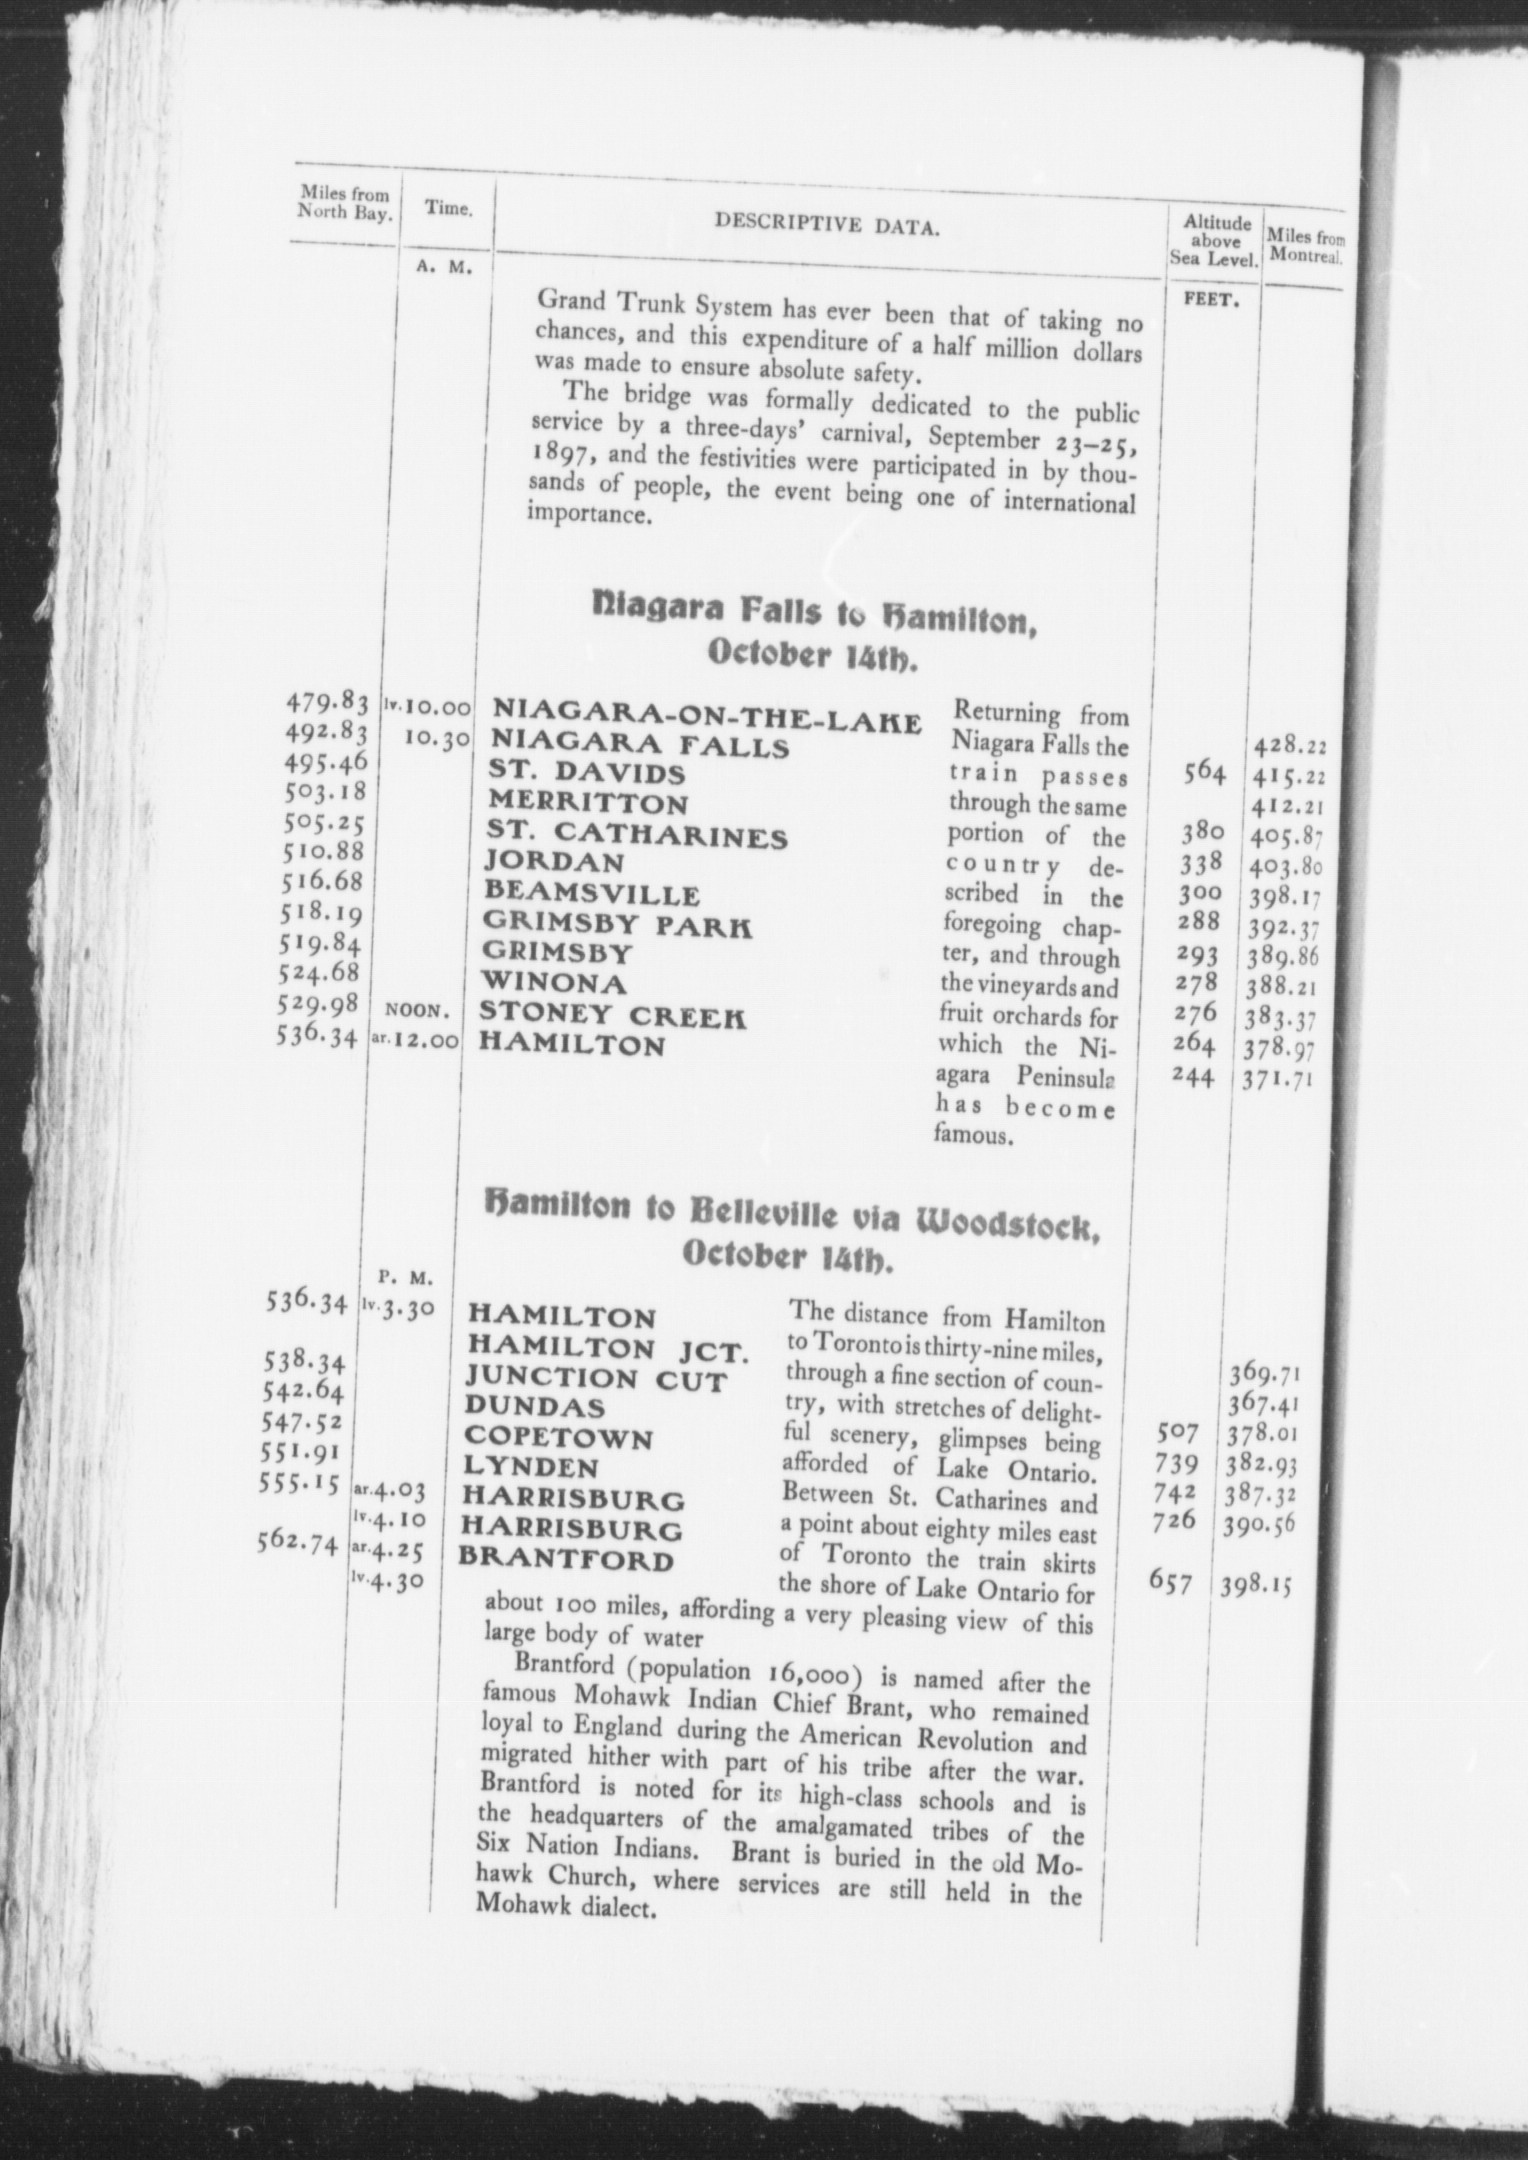 Miles from North Bay. Time. DESCRIPTIVE DATA. Altitude above Sea Level. Miles from Montreal.
A. M. FEET.
Grand Trunk System has ever been that of taking no
chances, and this expenditure of a half million dollars
was made to ensure absolute safety.
The bridge was formally dedicated to the public
service by a three-days' carnival, September 23–25,
1897, and the festivities were participated in by thou-
sands of people, the event being one of international
importance.
Niagara Falls to Hamilton,
October 14th.
479.83 lv.10.00 NIAGARA-ON-THE-LAKE Returning from 428.22
492.83 10.30 NIAGARA FALLS Niagara Falls the 564 415.22
495.46 ST. DAVIDS train passes 412.21
503.18 MERRITTON through the same 380 405.87
505.25 ST. CATHARINES portion of the 338 403.80
510.88 JORDAN country de- 300 398.17
516.68 BEAMSVILLE scribed in the 288 392.37
518.19 GRIMSBY PARK foregoing chap- 293 389.86
519.84 GRIMSBY ter, and through 278 388.21
524.68 WINONA the vineyards and 276 383.37
529.98 NOON. STONEY CREEK fruit orchards for 264 378.97
536.34 ar.12.00 HAMILTON which the Ni- 244 371.71
agara Peninsula
has become
famous.
Hamilton to Belleville via Woodstock,
October 14th.
P. M.
536.34 lv.3.30 HAMILTON The distance from Hamilton
HAMILTON JCT. to Toronto is thirty-nine miles, 369.71
538.34 JUNCTION CUT through a fine section of coun- 367.41
542.64 DUNDAS try, with stretches of delight- 507 378.01
547.52 COPETOWN ful scenery, glimpses being 739 382.93
551.91 LYNDEN afforded of Lake Ontario. 742 387.32
555.15 ar.4.03 HARRISBURG Between St. Catharines and 726 390.56
lv.4.10 HARRISBURG a point about eighty miles east
562.74 ar.4.25 BRANTFORD of Toronto the train skirts 657 398.15
lv.4.30 the shore of Lake Ontario for
about 100 miles, affording a very pleasing view of this
large body of water
Brantford (population 16,000) is named after the
famous Mohawk Indian Chief Brant, who remained
loyal to England during the American Revolution and
migrated hither with part of his tribe after the war.
Brantford is noted for its high-class schools and is
the headquarters of the amalgamated tribes of the
Six Nation Indians. Brant is buried in the old Mo-
hawk Church, where services are still held in the
Mohawk dialect.